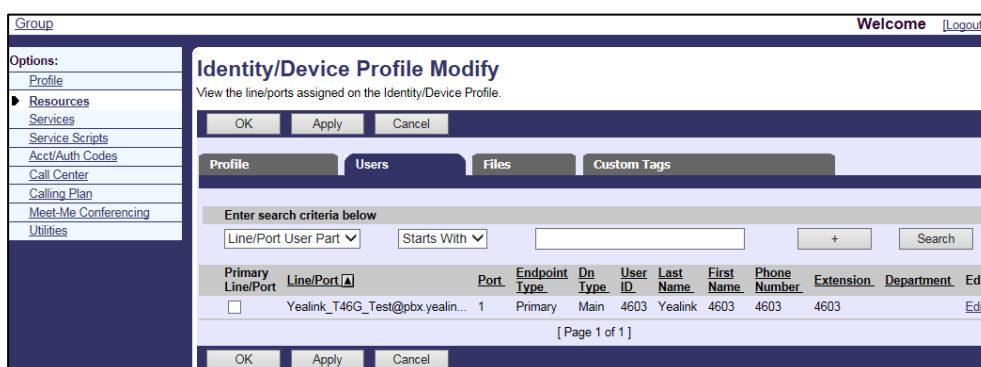 Group Welcome [Logout
Options:
Profile
Resources
Services
Service Scripts
Acct/Auth Codes
Call Center
Calling Plan
Meet-Me Conferencing
Utilities
Identity/Device Profile Modify
View the line/ports assigned on the Identity/Device Profile.
OK Apply Cancel
Profile Users Files Custom Tags
Enter search criteria below
Line/Port User Part Starts With + Search
Primary Line/Port Line/Port Port Endpoint Type Dn Type User ID Last Name First Name Phone Number Extension Department Ed
Yealink_T46G_Test@pbx.yealin... 1 Primary Main 4603 Yealink 4603 4603 4603 Edi
[ Page 1 of 1 ]
OK Apply Cancel